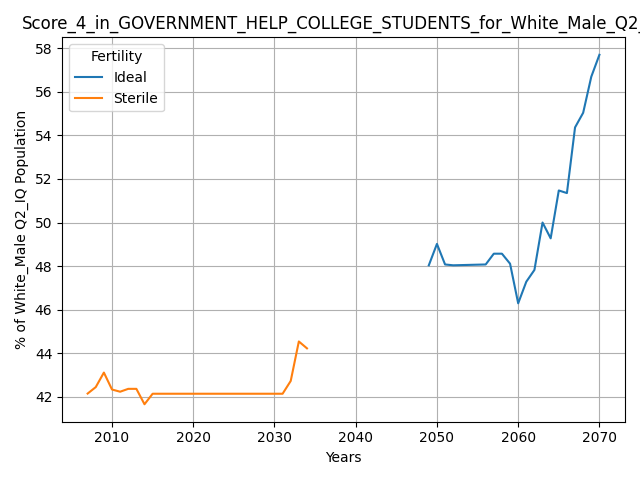 Score_4_in_GOVERNMENT_HELP_COLLEGE_STUDENTS_for_White_Male_Q2_
Fertility
Ideal
Sterile
% of White_Male Q2_IQ Population
58
56
54
52
50
48
46
44
42
2010 2020 2030 2040 2050 2060 2070
Years